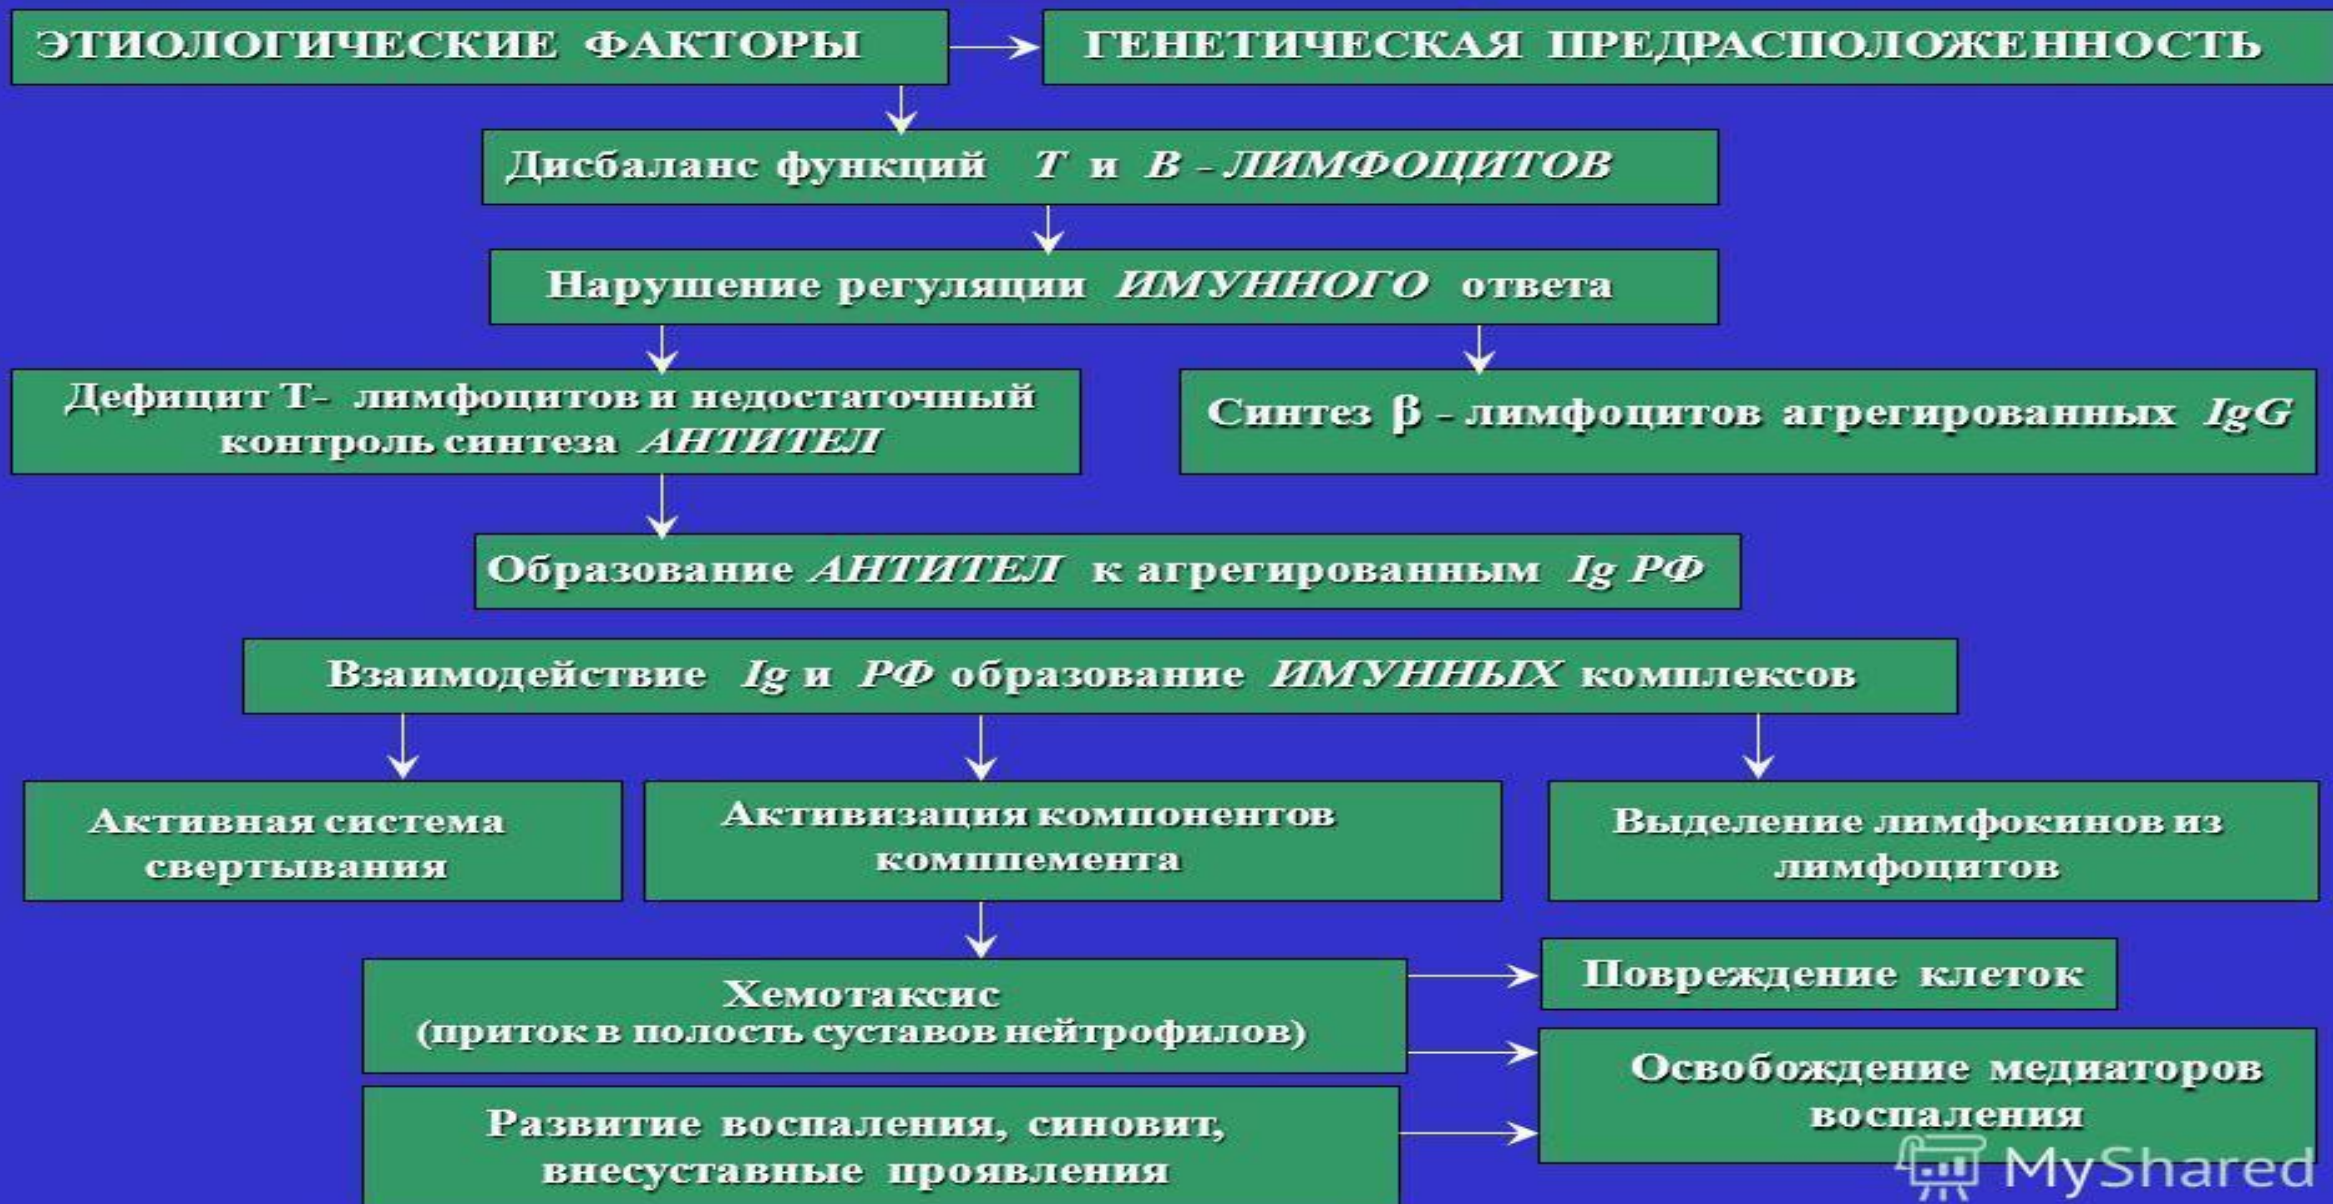 ЭТИОЛОГИЧЕСКИЕ ФАКТОРЫ
ГЕНЕТИЧЕСКАЯ ПРЕДРАСПОЛОЖЕННОСТЬ
Дисбаланс функций Т и В - ЛИМФОЦИТОВ
Нарушение регуляции ИМУННОГО ответа
Дефицит Т- лимфоцитов и недостаточный
контроль синтеза АНТИТЕЛ
Синтез β - лимфоцитов агрегированных IgG
Образование АНТИТЕЛ к агрегированным Ig РФ
Взаимодействие Ig и РФ образование ИМУННЫХ комплексов
Активная система
свертывания
Активизация компонентов
комппемента
Выделение лимфокинов из
лимфоцитов
Хемотаксис
(приток в полость суставов нейтрофилов)
Повреждение клеток
Освобождение медиаторов
воспаления
Развитие воспаления, синовит,
внесуставные проявления
MyShared